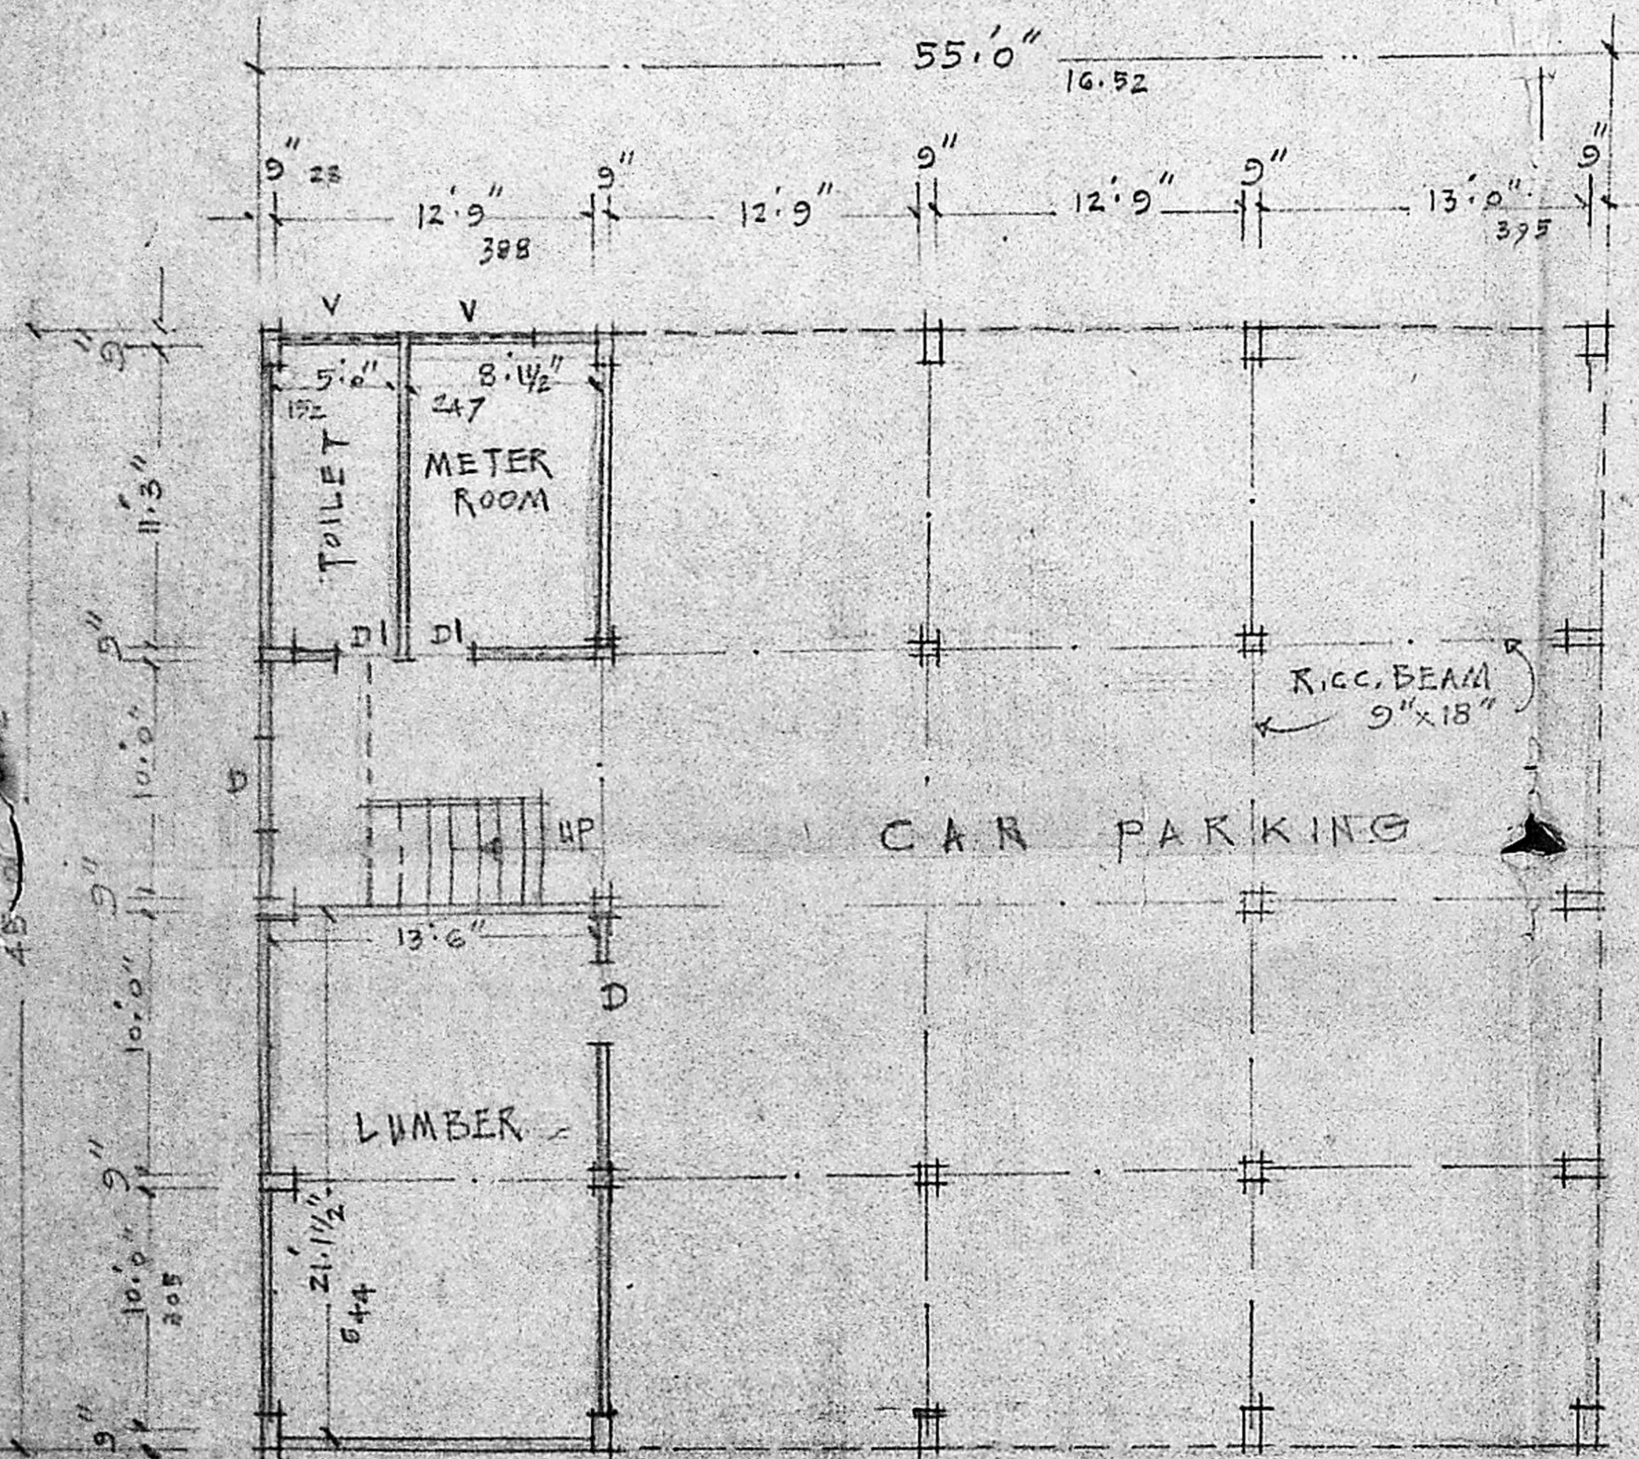 55'.0"
16.52
9" 23 9" 9" 9" 9"
12'.9" 12'.9" 12'.9" 13'.0"
388 395
V V
9"
5'.0" 8'.1½"
152 247
TOILET
METER
ROOM
11'.3"
D1 D1
9"
R.C.C. BEAM
9"x18"
10'.0"
UP
CAR PARKING
9"
13'.6"
10'.0"
D
LUMBER
9"
21'.1½"
644
10'.0"
305
9"